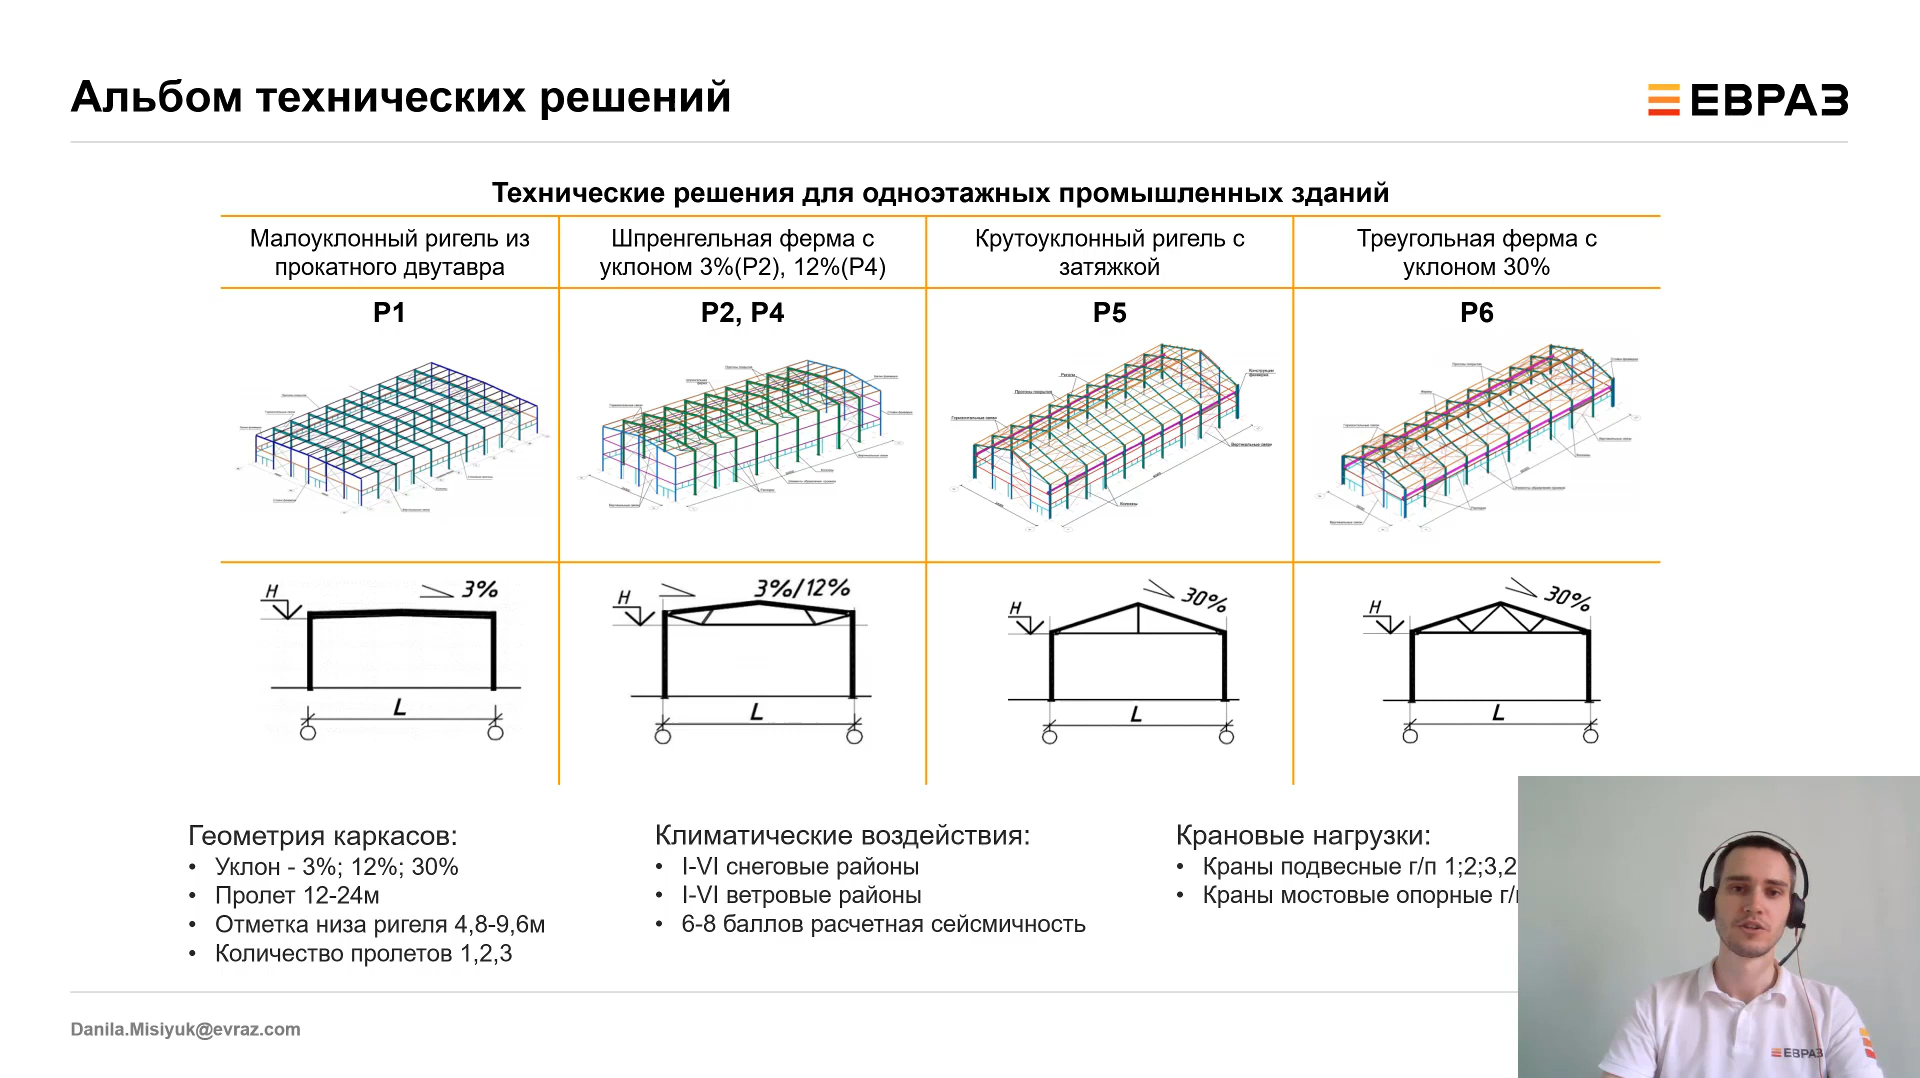 Альбом технических решений
ЕВРАЗ
Технические решения для одноэтажных промышленных зданий
Малоуклонный ригель из
прокатного двутавра
Шпренгельная ферма с
уклоном 3%(Р2), 12%(Р4)
Крутоуклонный ригель с
затяжкой
Треугольная ферма с
уклоном 30%
Р1
Р2, Р4
Р5
Р6
H
3%
L
H
3%/12%
L
H
30%
L
H
30%
L
Геометрия каркасов:
• Уклон - 3%; 12%; 30%
• Пролет 12-24м
• Отметка низа ригеля 4,8-9,6м
• Количество пролетов 1,2,3
Климатические воздействия:
• I-VI снеговые районы
• I-VI ветровые районы
• 6-8 баллов расчетная сейсмичность
Крановые нагрузки:
• Краны подвесные г/п 1;2;3,2
• Краны мостовые опорные г/
Danila.Misiyuk@evraz.com
ЕВРАЗ